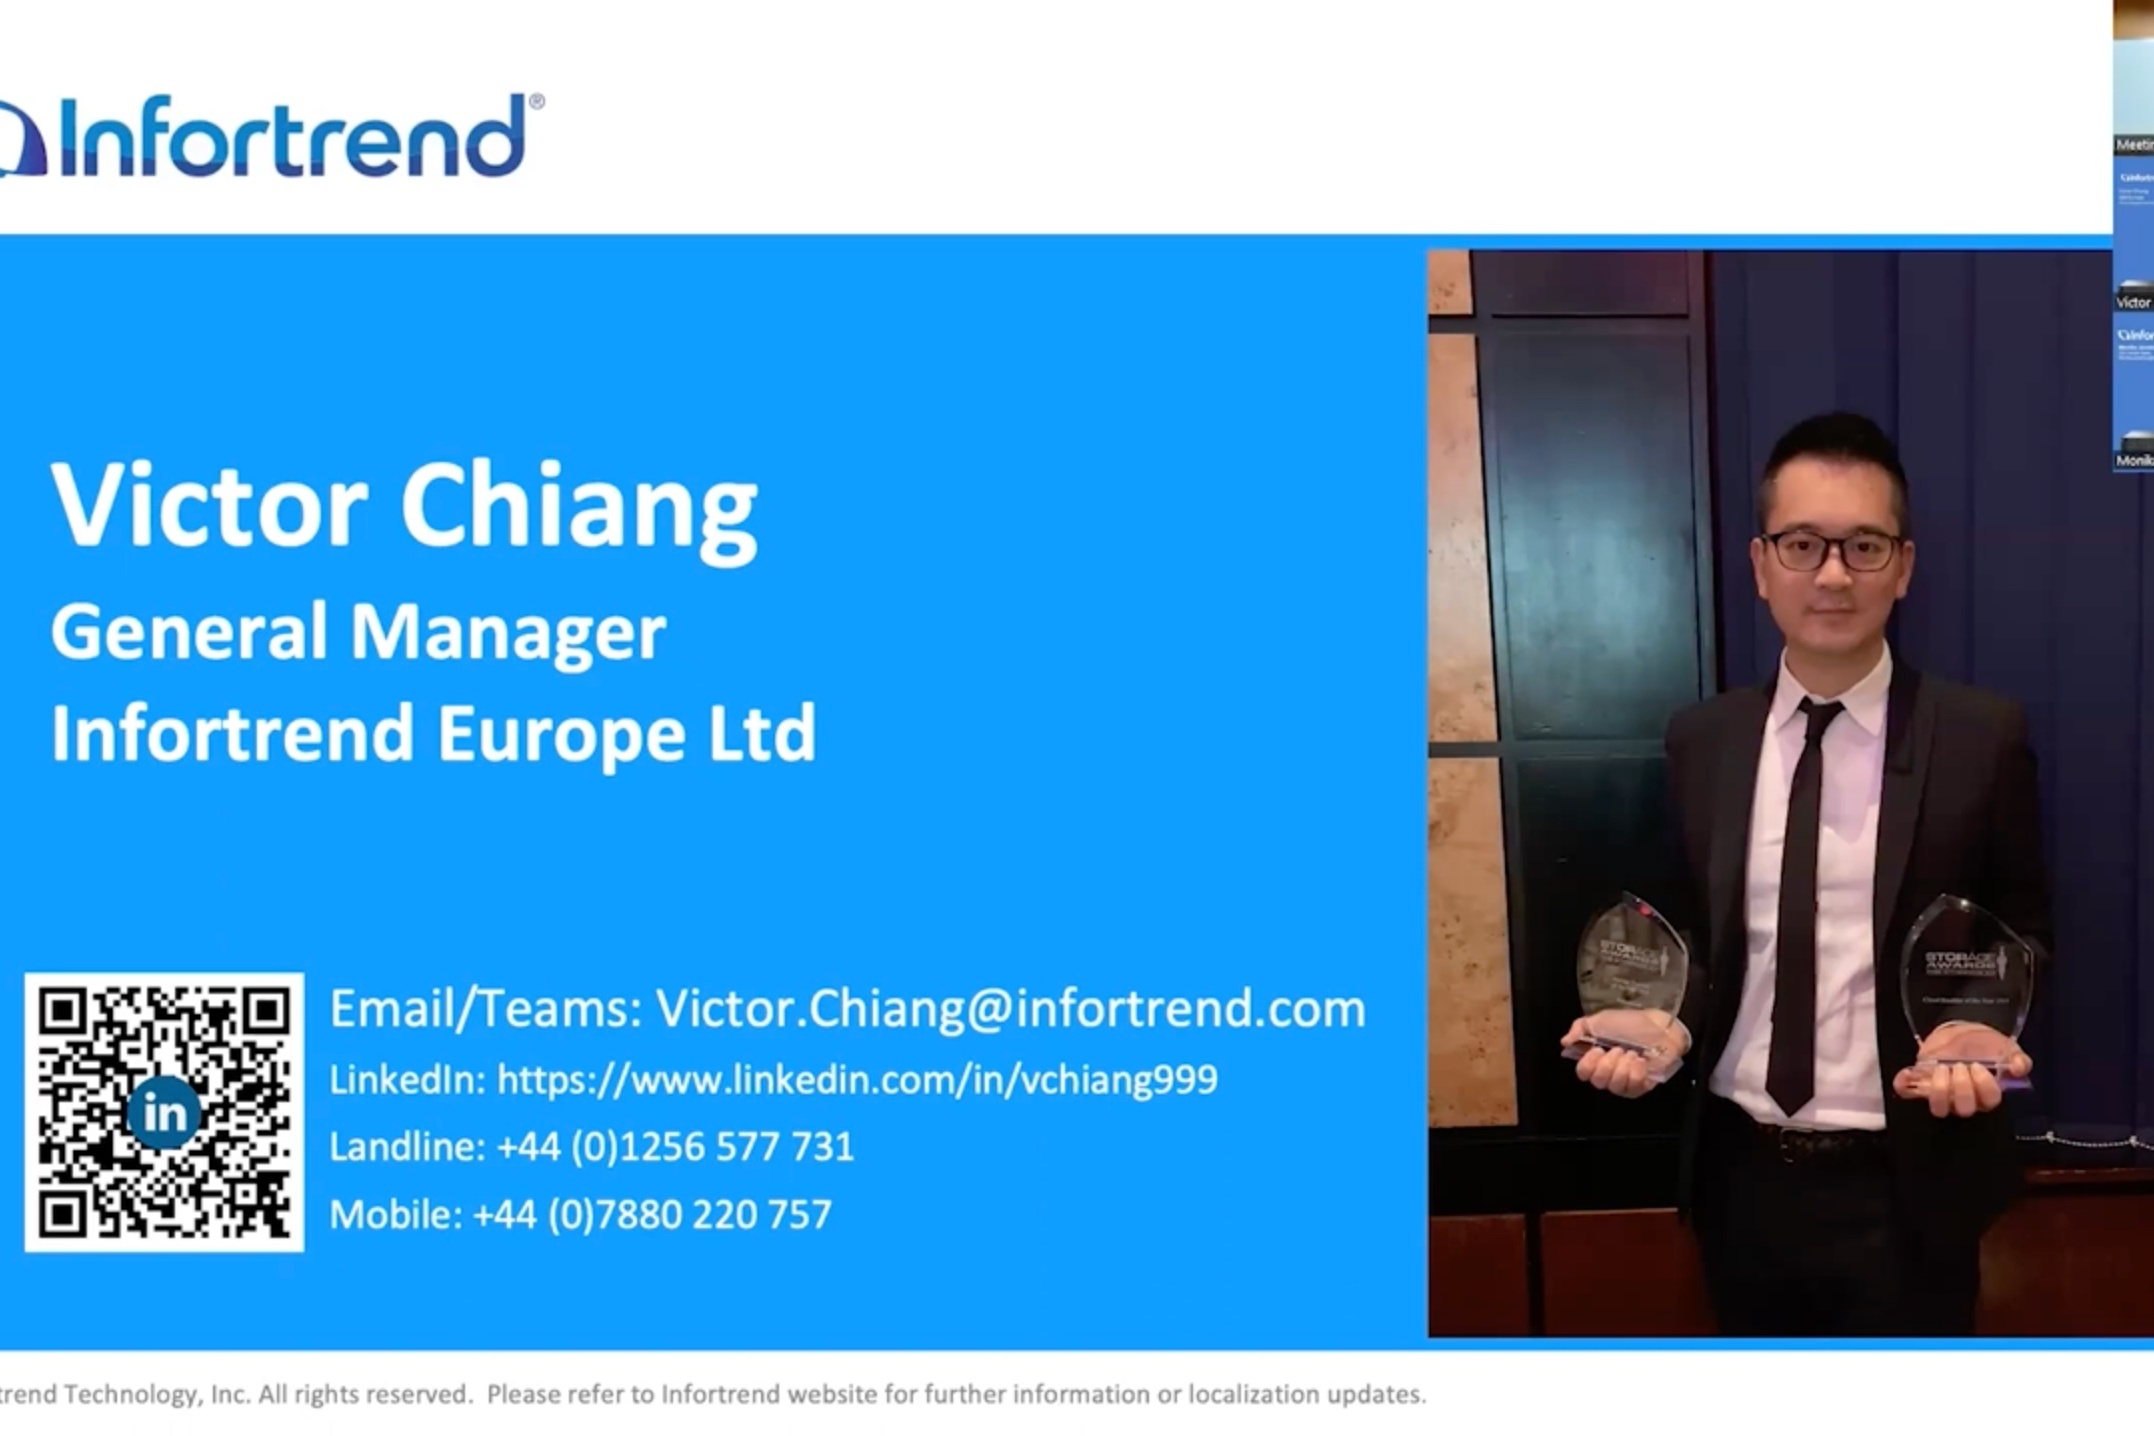 Infortrend®
Victor Chiang
General Manager
Infortrend Europe Ltd
Email/Teams: Victor.Chiang@infortrend.com
LinkedIn: https://www.linkedin.com/in/vchiang999
Landline: +44 (0)1256 577 731
Mobile: +44 (0)7880 220 757
in
STORAGE
AWARDS
STORAGE
AWARDS
Victor
trend Technology, Inc. All rights reserved. Please refer to Infortrend website for further information or localization updates.